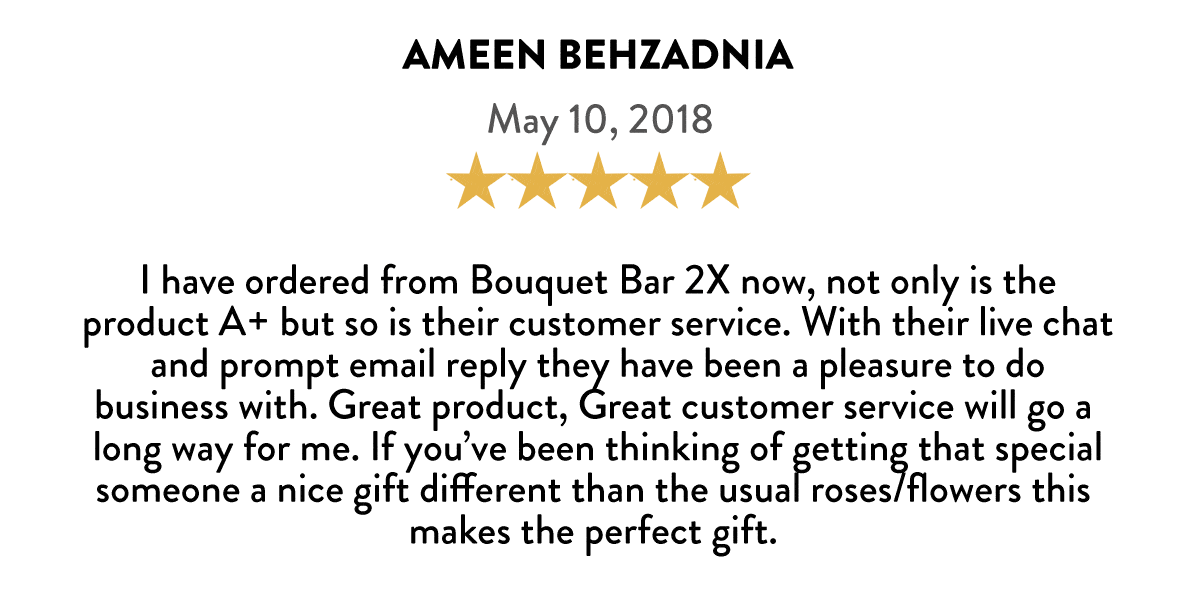 AMEEN BEHZADNIA
May 10, 2018
I have ordered from Bouquet Bar 2X now, not only is the
product A+ but so is their customer service. With their live chat
and prompt email reply they have been a pleasure to do
business with. Great product, Great customer service will go a
long way for me. If you’ve been thinking of getting that special
someone a nice gift different than the usual roses/flowers this
makes the perfect gift.